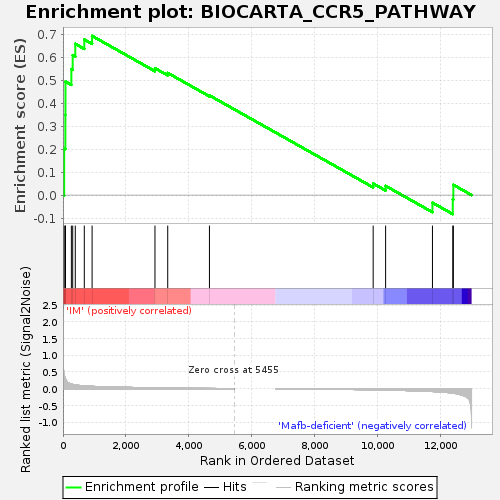 Enrichment plot: BIOCARTA_CCR5_PATHWAY
Enrichment score (ES)
0.7
0.6
0.5
0.4
0.3
0.2
0.1
0.0
-0.1
'IM' (positively correlated)
Ranked list metric (Signal2Noise)
2.5
2.0
1.5
1.0
0.5
0.0
-0.5
-1.0
Zero cross at 5455
'Mafb-deficient' (negatively correlated)
0
2,000
4,000
6,000
8,000
10,000
12,000
Rank in Ordered Dataset
Enrichment profile
Hits
Ranking metric scores